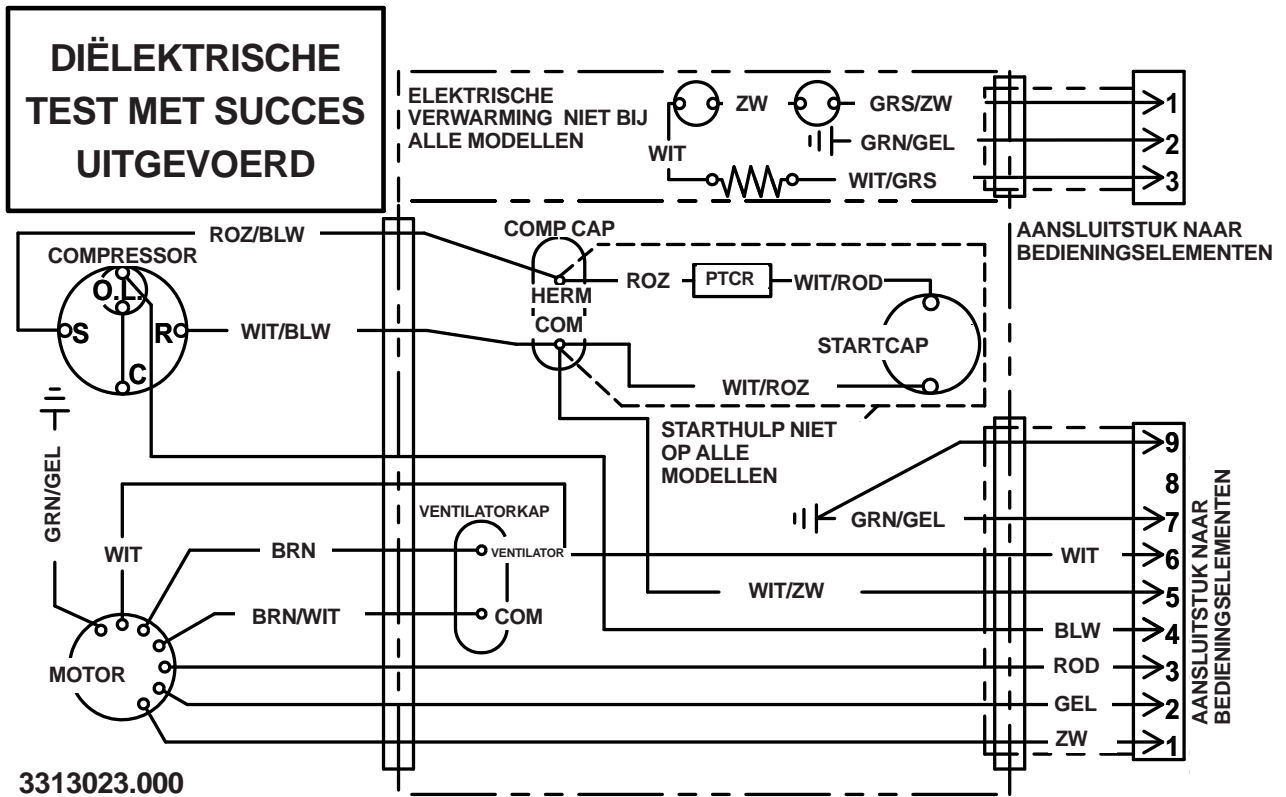 DIËLEKTRISCHE
TEST MET SUCCES
UITGEVOERD
ELEKTRISCHE
VERWARMING NIET BIJ
ALLE MODELLEN
ZW
GRS/ZW
1
GRN/GEL
2
WIT
WIT/GRS
3
AANSLUITSTUK NAAR
BEDIENINGSELEMENTEN
ROZ/BLW
COMP CAP
COMPRESSOR
O.L.
S
R
C
WIT/BLW
HERM
COM
ROZ
PTCR
WIT/ROD
STARTCAP
WIT/ROZ
STARTHULP NIET
OP ALLE
MODELLEN
9
8
GRN/GEL
7
GRN/GEL
WIT
BRN
VENTILATORKAP
VENTILATOR
WIT
6
WIT/ZW
5
BRN/WIT
COM
BLW
4
MOTOR
ROD
3
GEL
2
ZW
1
AANSLUITSTUK NAAR
BEDIENINGSELEMENTEN
3313023.000